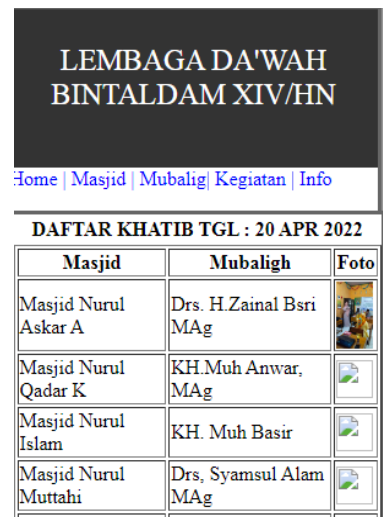 LEMBAGA DA'WAH
BINTALDAM XIV/HN
Home | Masjid | Mubalig| Kegiatan | Info
DAFTAR KHATIB TGL : 20 APR 2022
Masjid Mubaligh Foto
Masjid Nurul Drs. H.Zainal Bsri
Askar A MAg
Masjid Nurul KH.Muh Anwar,
Qadar K MAg
Masjid Nurul KH. Muh Basir
Islam
Masjid Nurul Drs, Syamsul Alam
Muttahi MAg